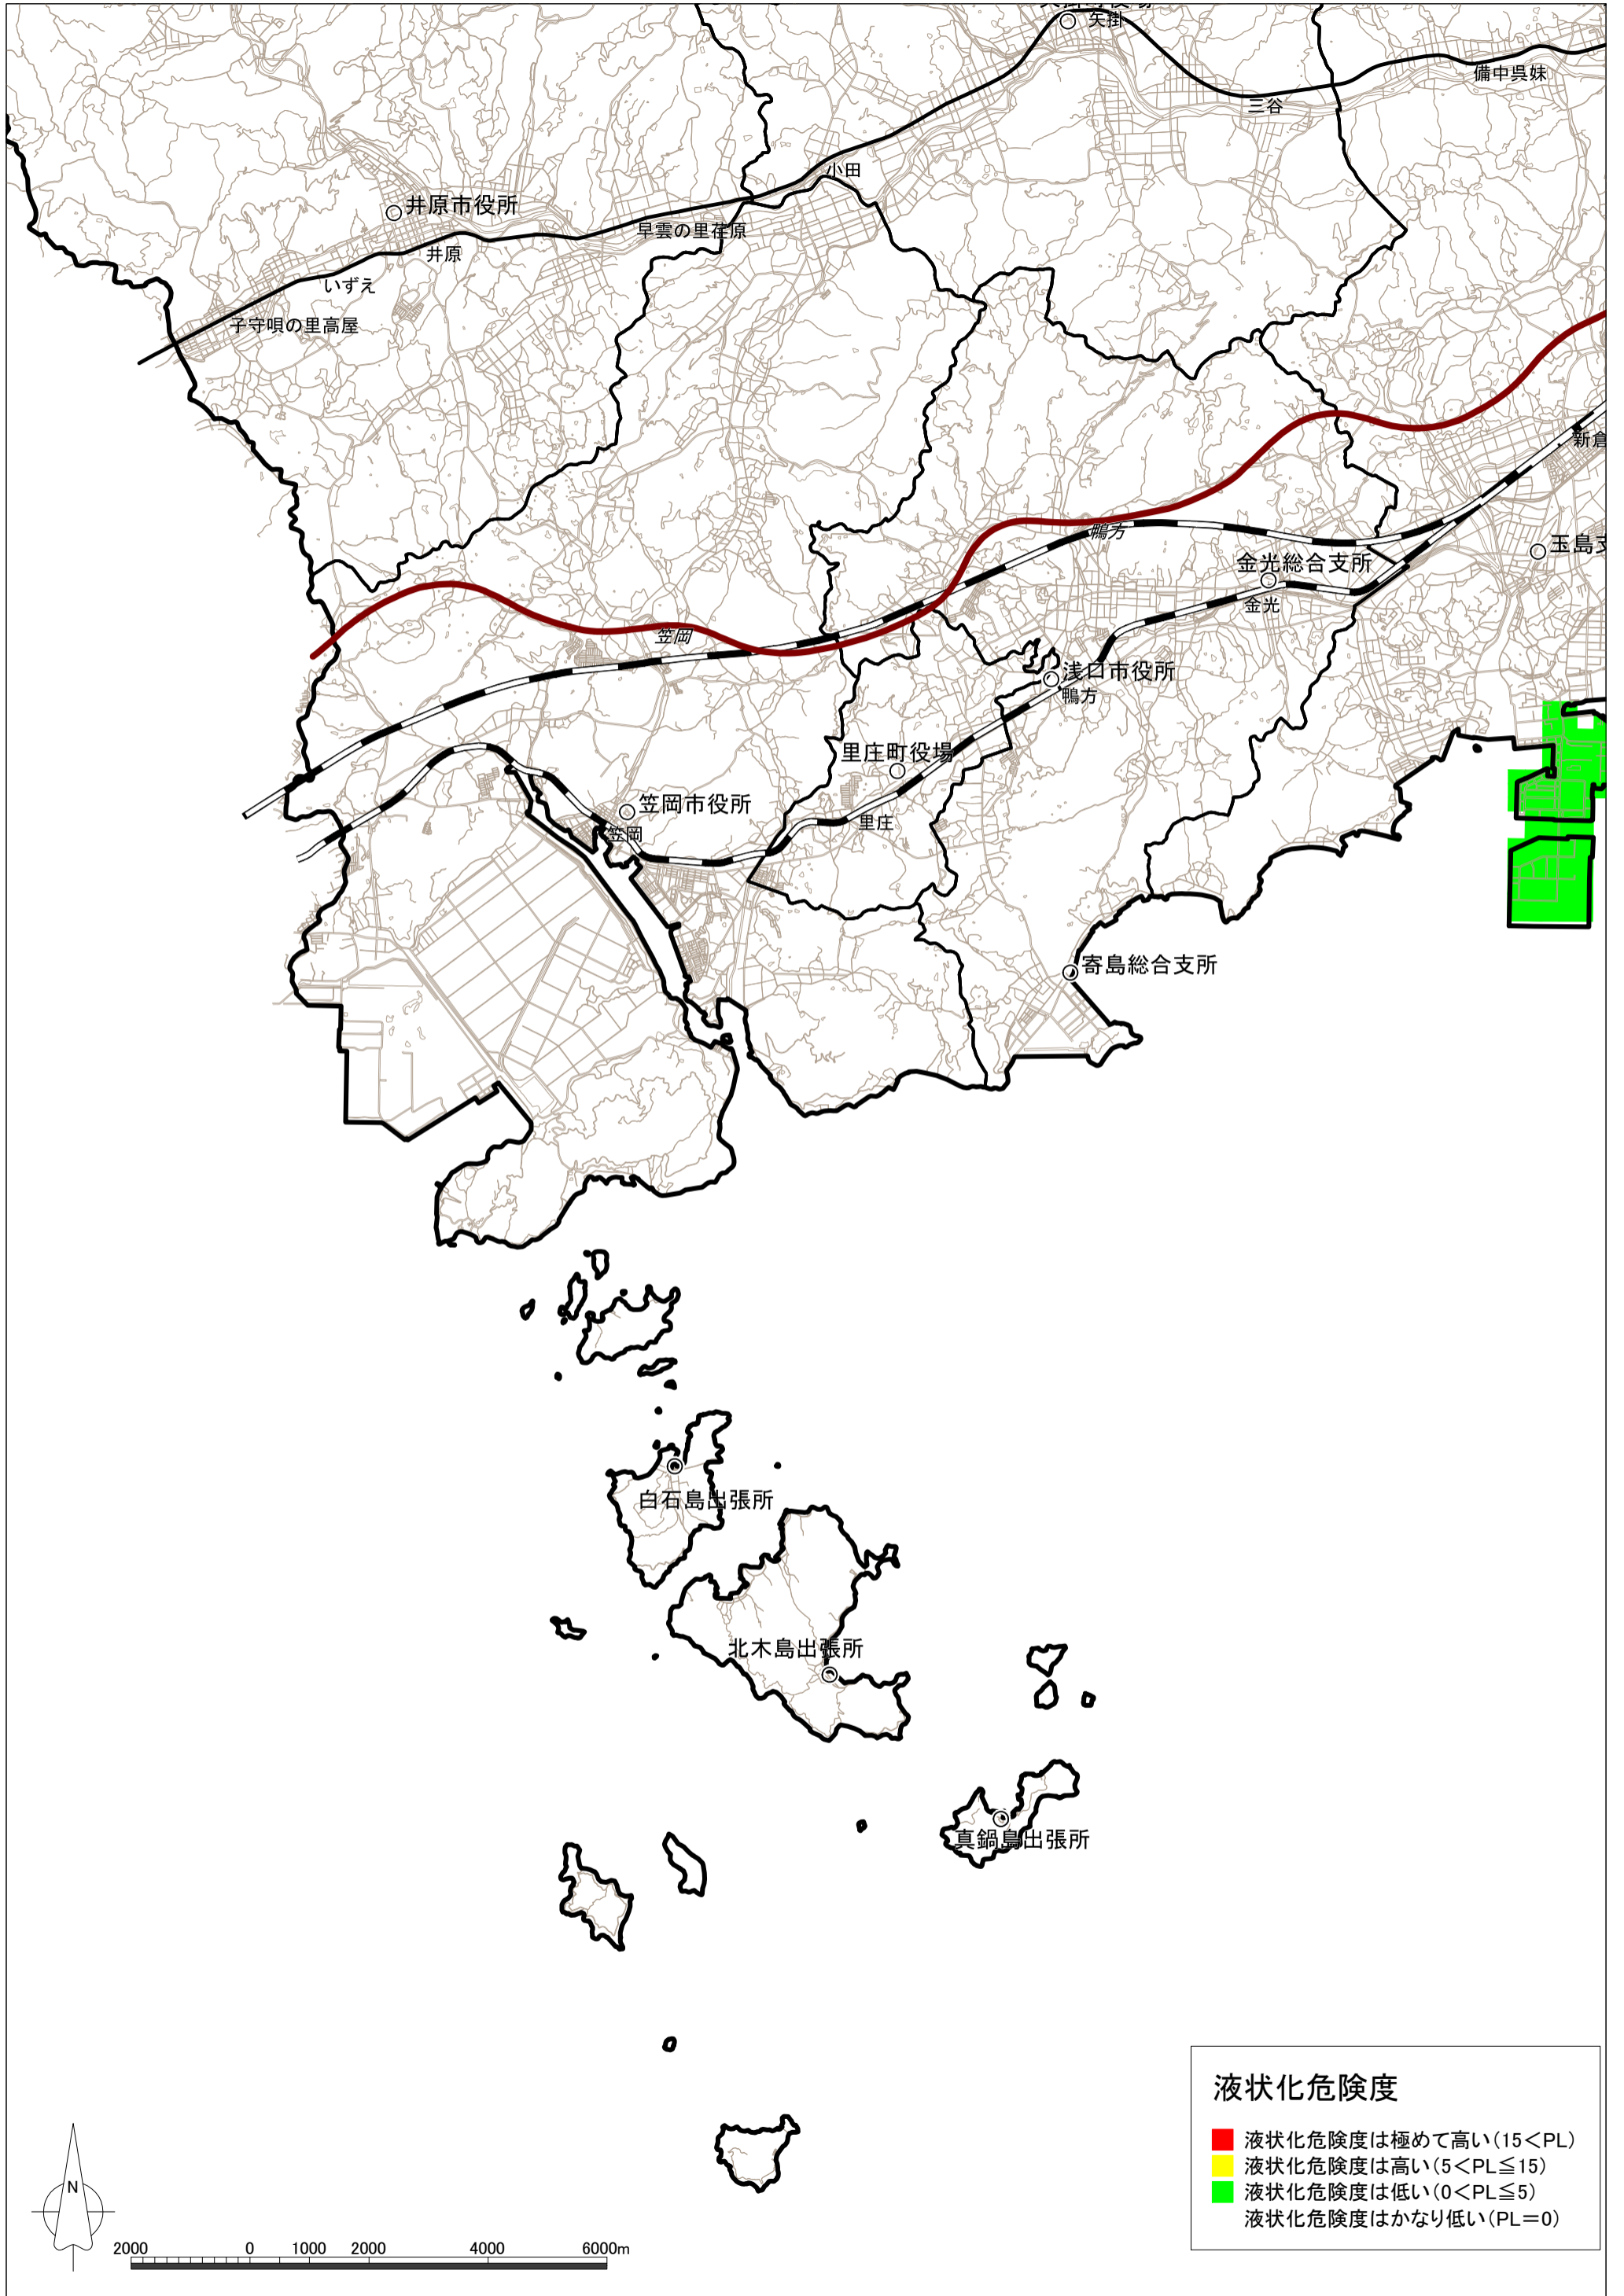 矢掛
備中呉妹
三谷
小田
井原市役所
早雲の里荏原
井原
いずえ
子守唄の里高屋
新倉
鴨方
玉島支
金光総合支所
金光
笠岡
浅口市役所
鴨方
里庄町役場
笠岡市役所
里庄
笠岡
寄島総合支所
白石島出張所
北木島出張所
真鍋島出張所
液状化危険度
液状化危険度は極めて高い(15<PL)
液状化危険度は高い(5<PL≦15)
液状化危険度は低い(0<PL≦5)
液状化危険度はかなり低い(PL=0)
N
2000 0 1000 2000 4000 6000m